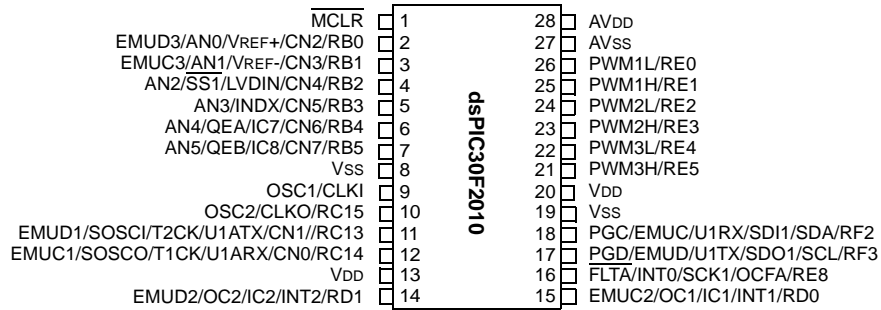 MCLR 1 28 AVDD
EMUD3/AN0/VREF+/CN2/RB0 2 27 AVSS
EMUC3/AN1/VREF-/CN3/RB1 3 26 PWM1L/RE0
AN2/SS1/LVDIN/CN4/RB2 4 25 PWM1H/RE1
AN3/INDX/CN5/RB3 5 24 PWM2L/RE2
AN4/QEA/IC7/CN6/RB4 6 23 PWM2H/RE3
AN5/QEB/IC8/CN7/RB5 7 22 PWM3L/RE4
VSS 8 21 PWM3H/RE5
OSC1/CLKI 9 20 VDD
OSC2/CLKO/RC15 10 19 VSS
EMUD1/SOSCI/T2CK/U1ATX/CN1//RC13 11 18 PGC/EMUC/U1RX/SDI1/SDA/RF2
EMUC1/SOSCO/T1CK/U1ARX/CN0/RC14 12 17 PGD/EMUD/U1TX/SDO1/SCL/RF3
VDD 13 16 FLTA/INT0/SCK1/OCFA/RE8
EMUD2/OC2/IC2/INT2/RD1 14 15 EMUC2/OC1/IC1/INT1/RD0
dsPIC30F2010